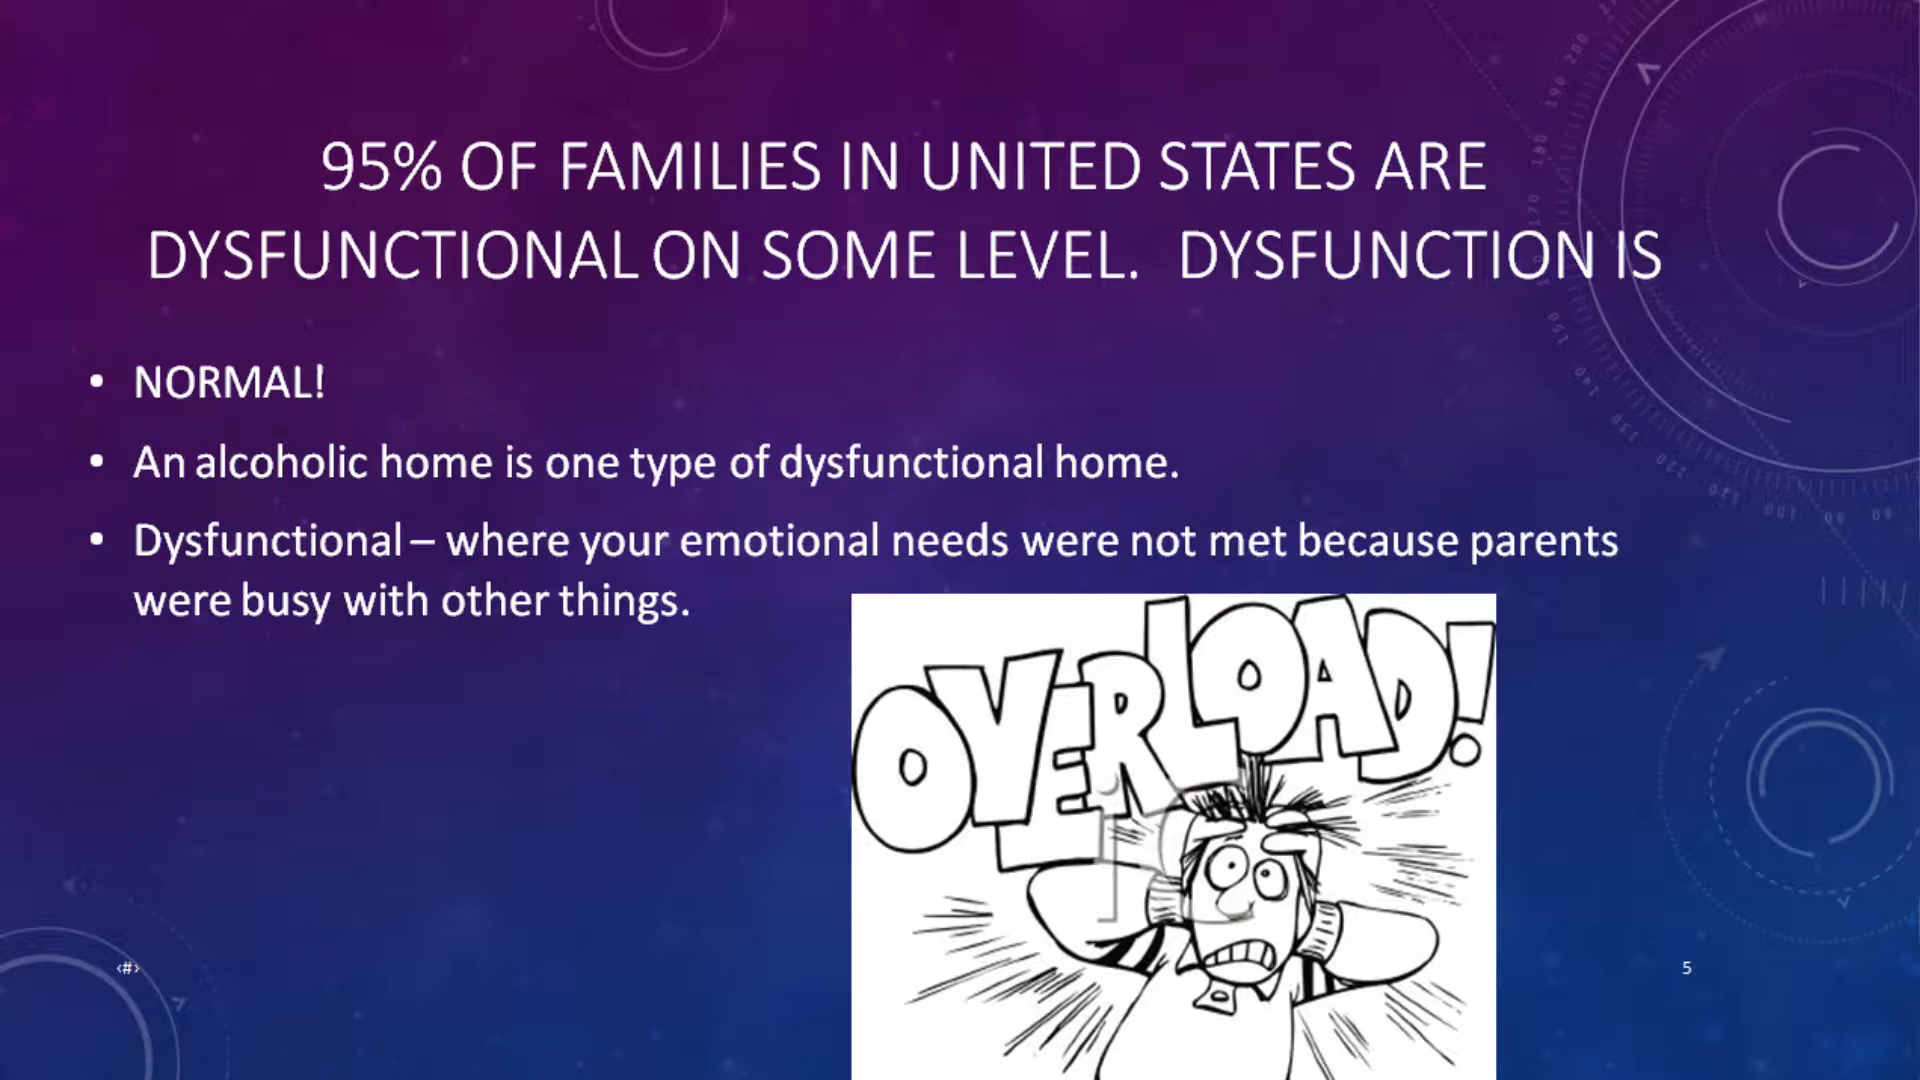 95% OF FAMILIES IN UNITED STATES ARE
DYSFUNCTIONAL ON SOME LEVEL.  DYSFUNCTION IS
• NORMAL!
• An alcoholic home is one type of dysfunctional home.
• Dysfunctional – where your emotional needs were not met because parents
were busy with other things.
OVERLOAD!
‹#›
5